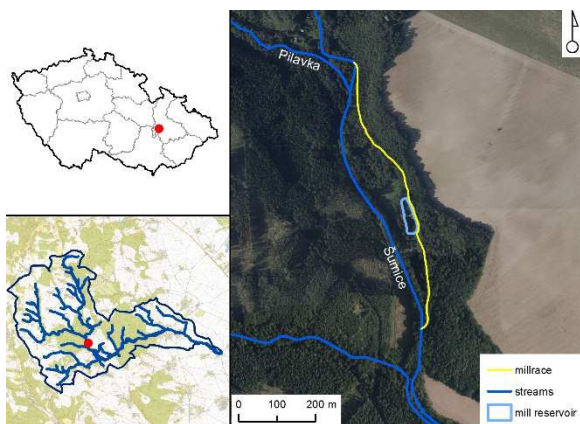 Pilavka
Šumice
millrace
streams
mill reservoir
0 100 200 m